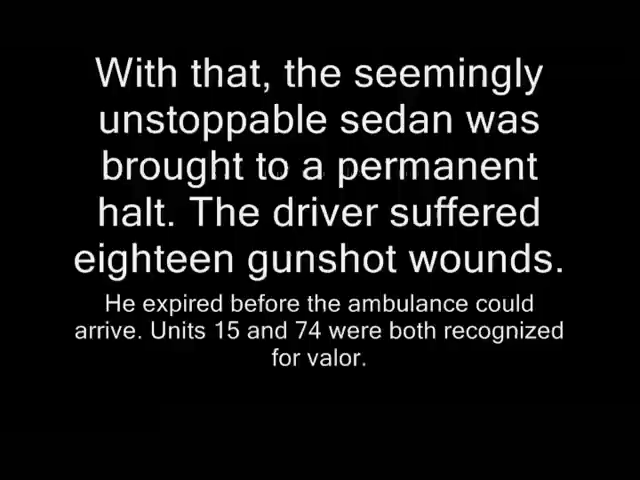 With that, the seemingly
unstoppable sedan was
brought to a permanent
halt. The driver suffered
eighteen gunshot wounds.
He expired before the ambulance could
arrive. Units 15 and 74 were both recognized
for valor.